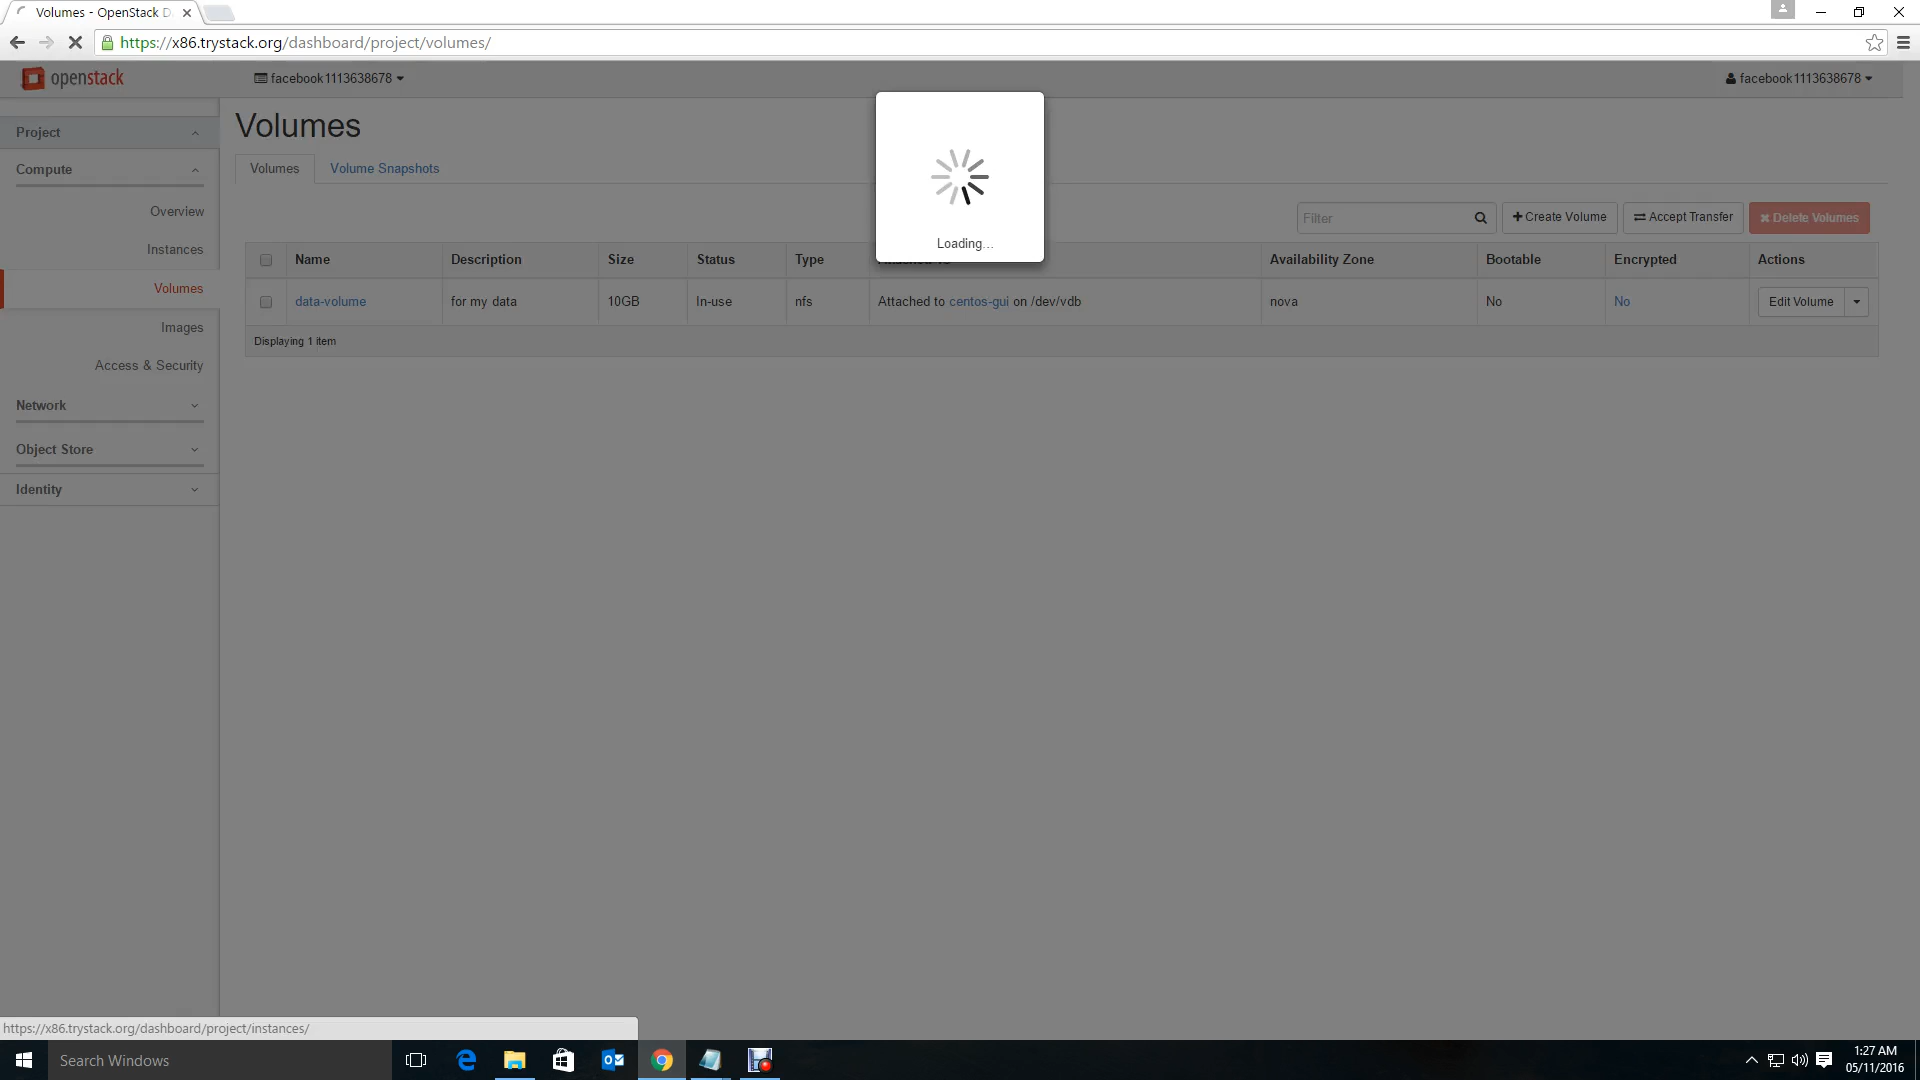 Volumes - OpenStack D
https://x86.trystack.org/dashboard/project/volumes/
openstack
facebook1113638678
facebook1113638678
Project
Compute
Overview
Instances
Volumes
Images
Access & Security
Network
Object Store
Identity
Volumes
Volumes Volume Snapshots
Filter Create Volume Accept Transfer Delete Volumes
Loading...
Name Description Size Status Type Availability Zone Bootable Encrypted Actions
data-volume for my data 10GB In-use nfs Attached to centos-gui on /dev/vdb nova No No Edit Volume
Displaying 1 item
https://x86.trystack.org/dashboard/project/instances/
Search Windows
1:27 AM
05/11/2016